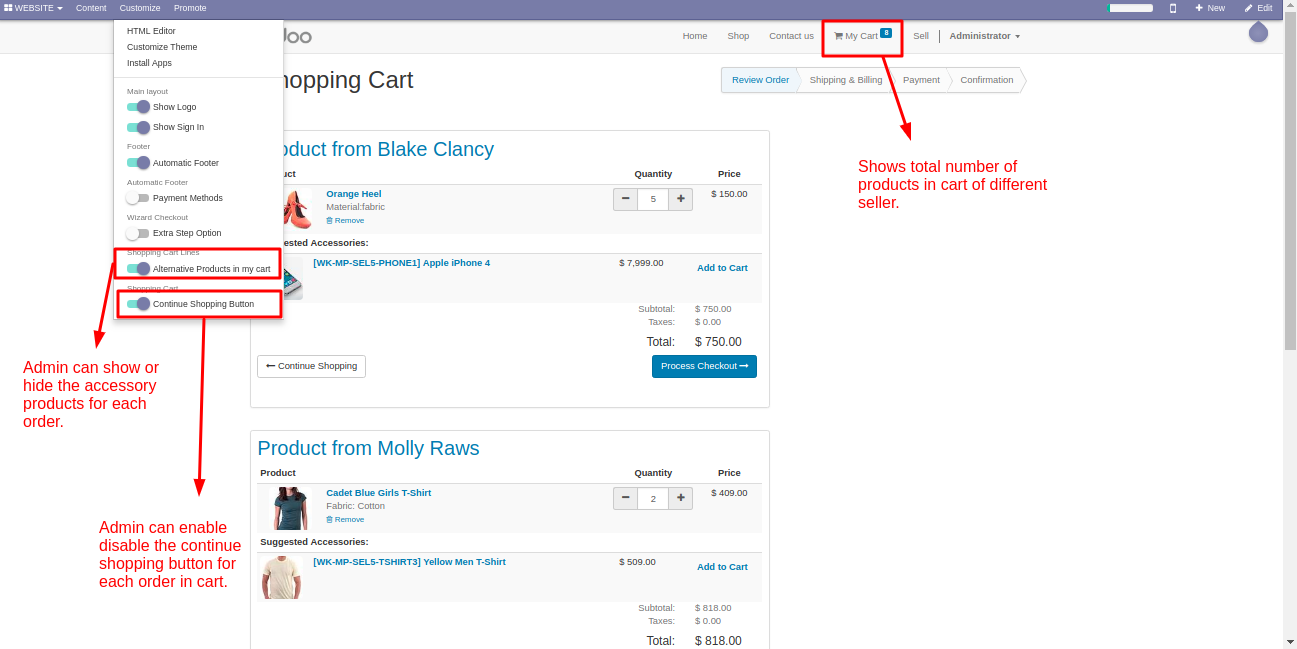 WEBSITE Content Customize Promote New Edit
HTML Editor
Customize Theme
Install Apps
Main layout
Show Logo
Show Sign In
Footer
Automatic Footer
Automatic Footer
Payment Methods
Wizard Checkout
Extra Step Option
Shopping Cart Lines
Alternative Products in my cart
Shopping Cart
Continue Shopping Button
Home Shop Contact us My Cart 8 Sell Administrator
hopping Cart
Review Order Shipping & Billing Payment Confirmation
Shows total number of
products in cart of different
seller.
Admin can show or
hide the accessory
products for each
order.
Admin can enable
disable the continue
shopping button for
each order in cart.
oduct from Blake Clancy
uct Quantity Price
Orange Heel 5 $ 150.00
Material:fabric
Remove
ested Accessories:
[WK-MP-SEL5-PHONE1] Apple iPhone 4 $ 7,999.00 Add to Cart
Subtotal: $ 750.00
Taxes: $ 0.00
Total: $ 750.00
Continue Shopping Process Checkout
Product from Molly Raws
Product Quantity Price
Cadet Blue Girls T-Shirt 2 $ 409.00
Fabric: Cotton
Remove
Suggested Accessories:
[WK-MP-SEL5-TSHIRT3] Yellow Men T-Shirt $ 509.00 Add to Cart
Subtotal: $ 818.00
Taxes: $ 0.00
Total: $ 818.00